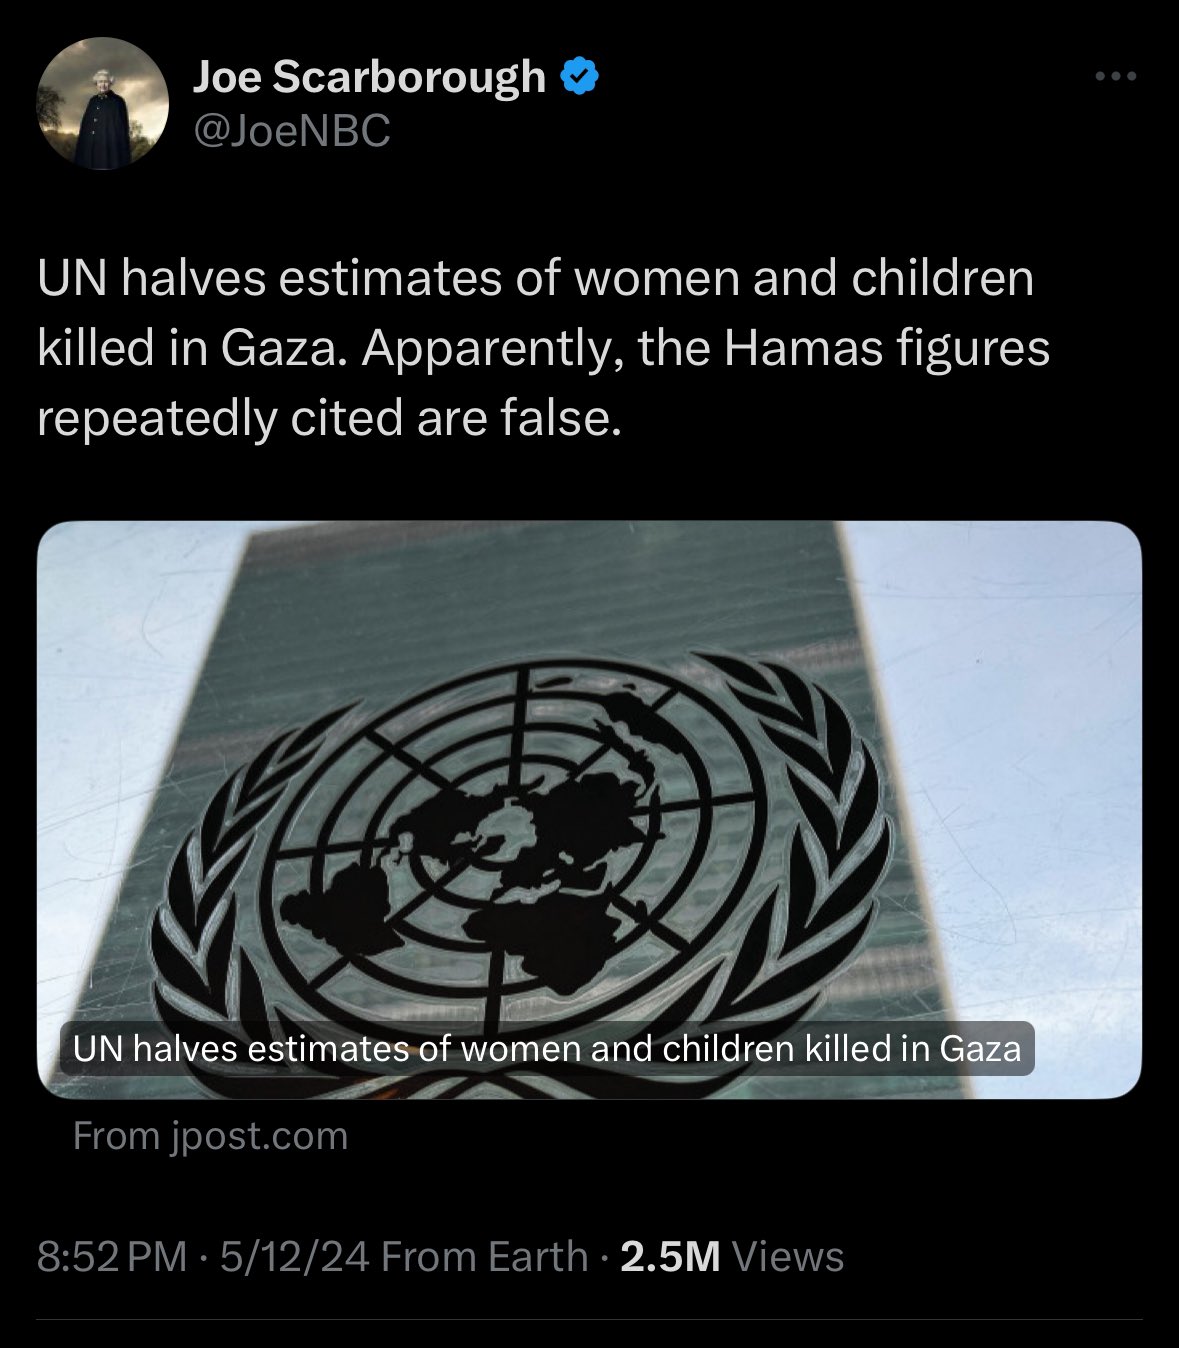 Joe Scarborough
@JoeNBC
UN halves estimates of women and children
killed in Gaza. Apparently, the Hamas figures
repeatedly cited are false.
UN halves estimates of women and children killed in Gaza
From jpost.com
8:52 PM · 5/12/24 From Earth · 2.5M Views